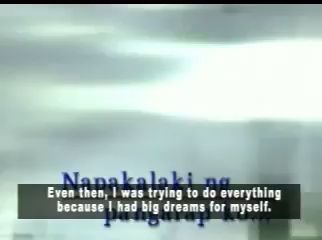 Napakalaki ng
pangarap ko...
Even then, I was trying to do everything
because I had big dreams for myself.